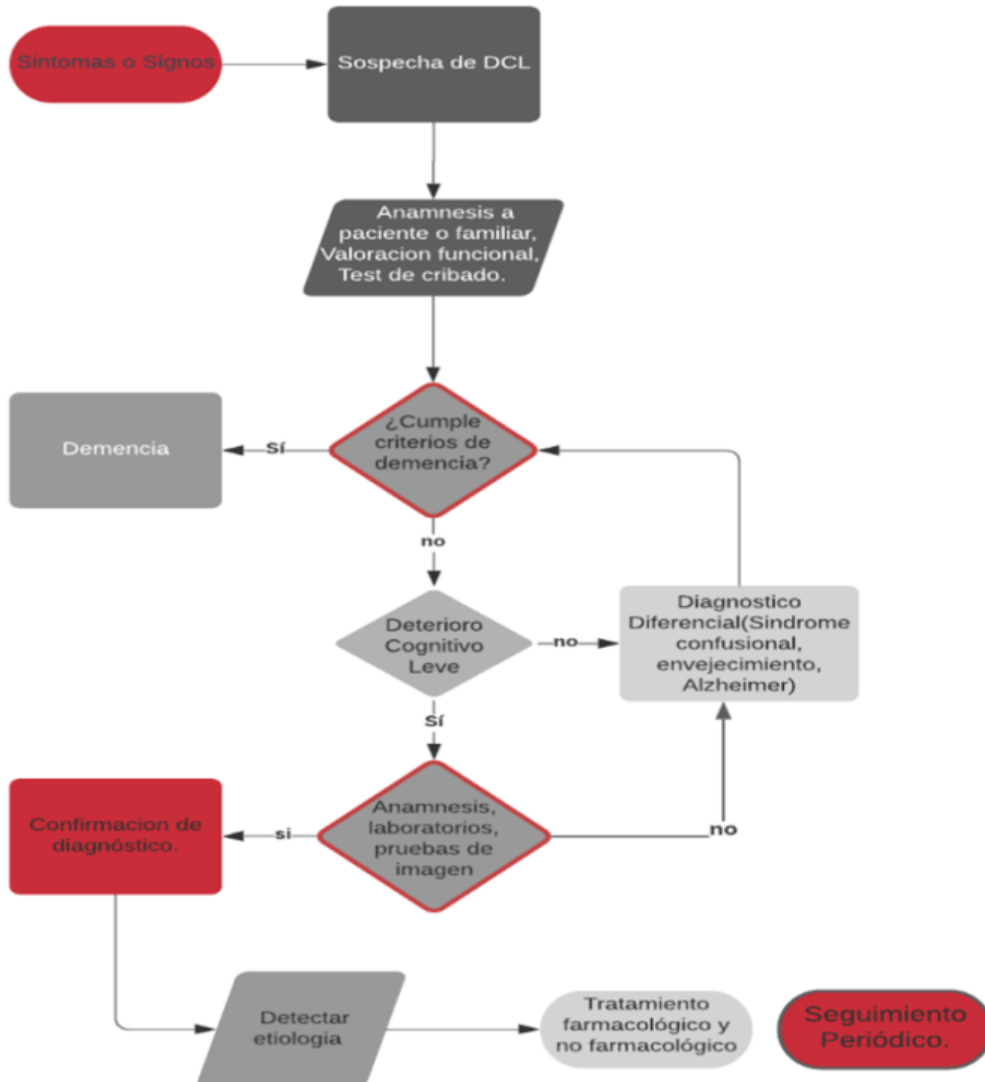 Sintomas o Signos
Sospecha de DCL
Anamnesis a
paciente o familiar,
Valoracion funcional,
Test de cribado.
¿Cumple
criterios de
demencia?
Sí
Demencia
no
Deterioro
Cognitivo
Leve
no
Diagnostico
Diferencial(Sindrome
confusional,
envejecimiento,
Alzheimer)
Sí
Anamnesis,
laboratorios,
pruebas de
imagen
si
no
Confirmacion de
diagnóstico.
Detectar
etiologia
Tratamiento
farmacológico y
no farmacológico
Seguimiento
Periódico.